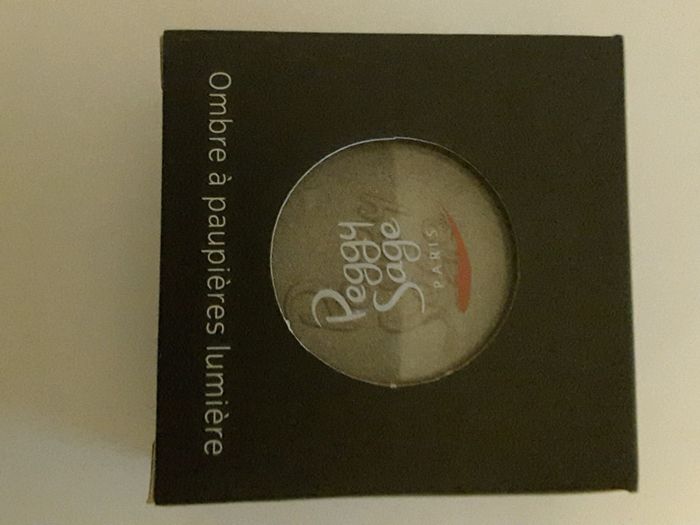 PARIS
Peggy
Sage
Ombre à paupières lumière